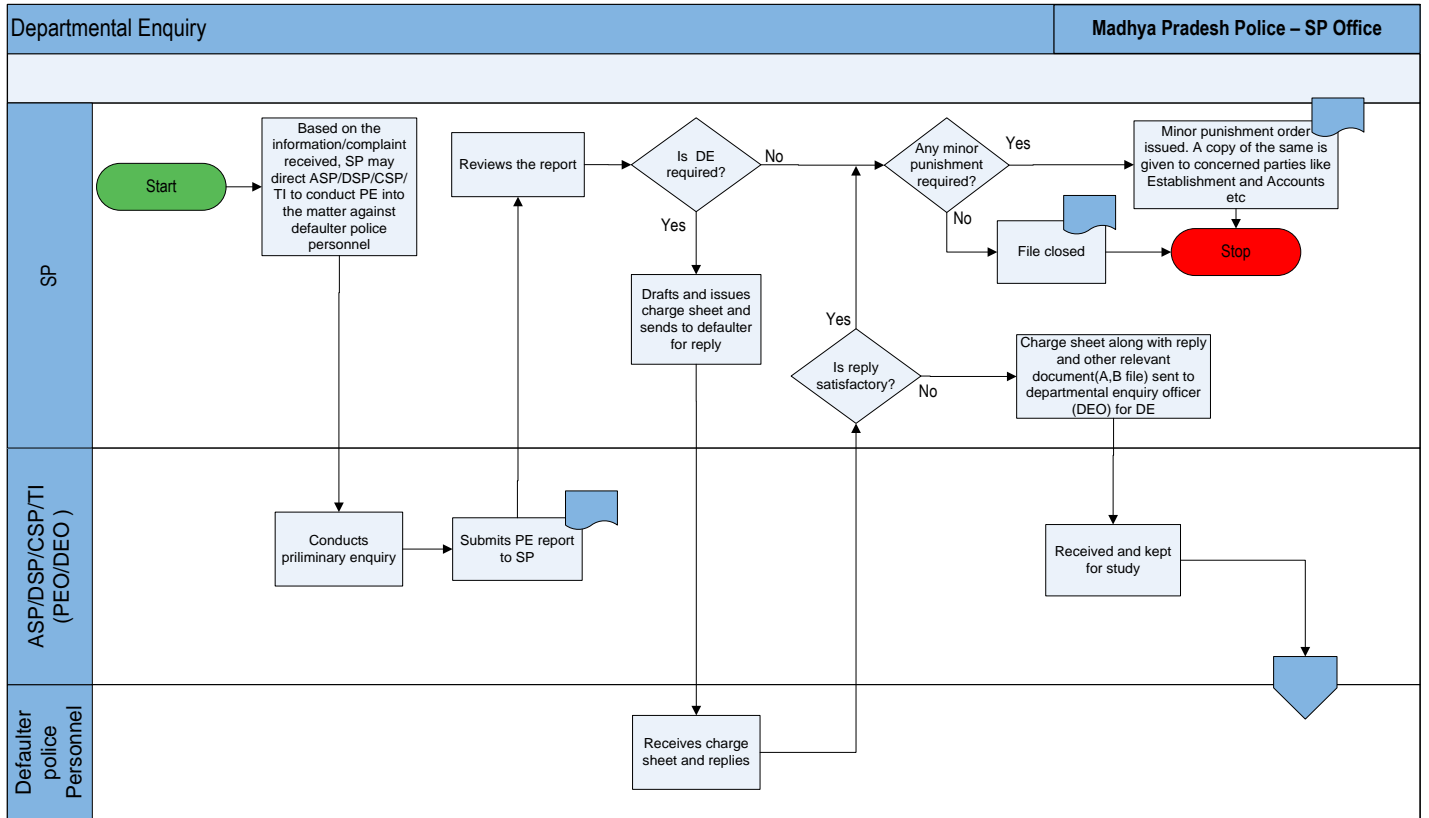 Departmental Enquiry
Madhya Pradesh Police – SP Office
SP
Start
Based on the
information/complaint
received, SP may
direct ASP/DSP/CSP/
TI to conduct PE into
the matter against
defaulter police
personnel
Reviews the report
Is DE
required?
No
Yes
Any minor
punishment
required?
Yes
No
Minor punishment order
issued. A copy of the same is
given to concerned parties like
Establishment and Accounts
etc
File closed
Stop
Drafts and issues
charge sheet and
sends to defaulter
for reply
Yes
Is reply
satisfactory?
No
Charge sheet along with reply
and other relevant
document(A,B file) sent to
departmental enquiry officer
(DEO) for DE
ASP/DSP/CSP/TI
(PEO/DEO )
Conducts
priliminary enquiry
Submits PE report
to SP
Received and kept
for study
Defaulter
police
Personnel
Receives charge
sheet and replies